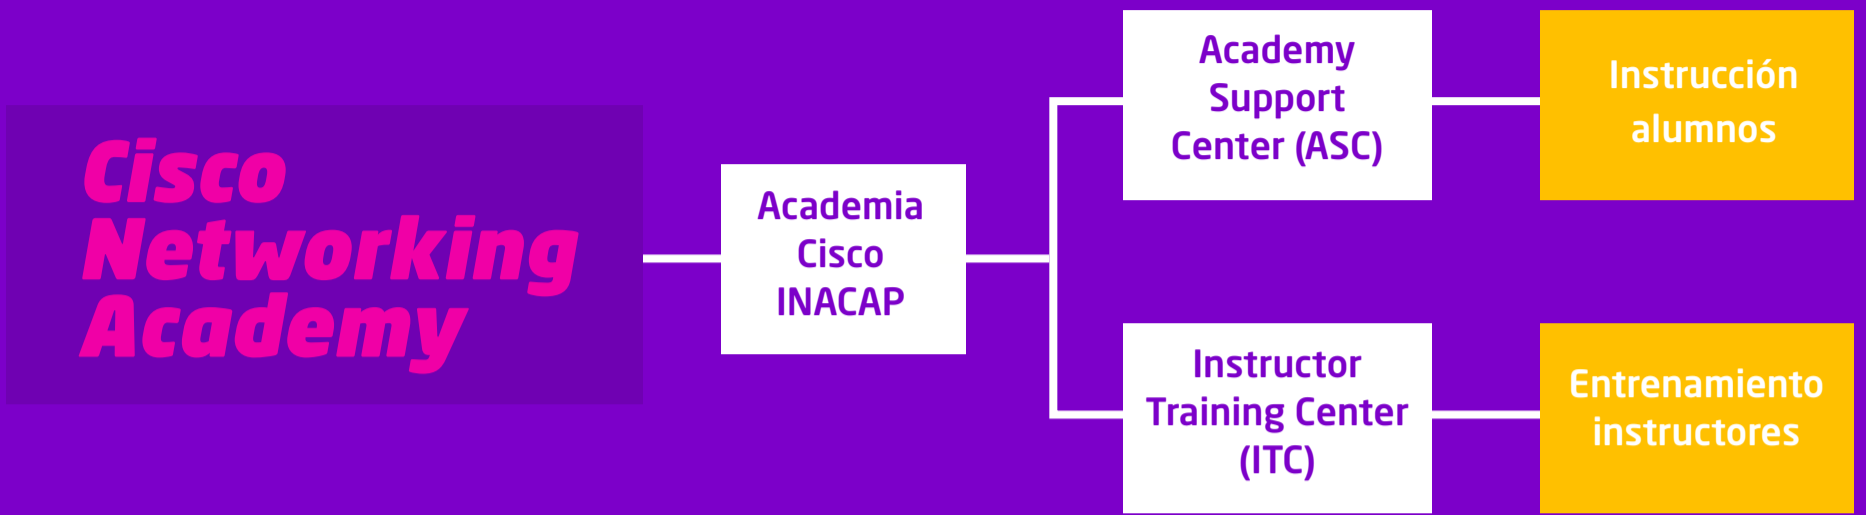 Cisco
Networking
Academy
Academia
Cisco
INACAP
Academy
Support
Center (ASC)
Instrucción
alumnos
Instructor
Training Center
(ITC)
Entrenamiento
instructores